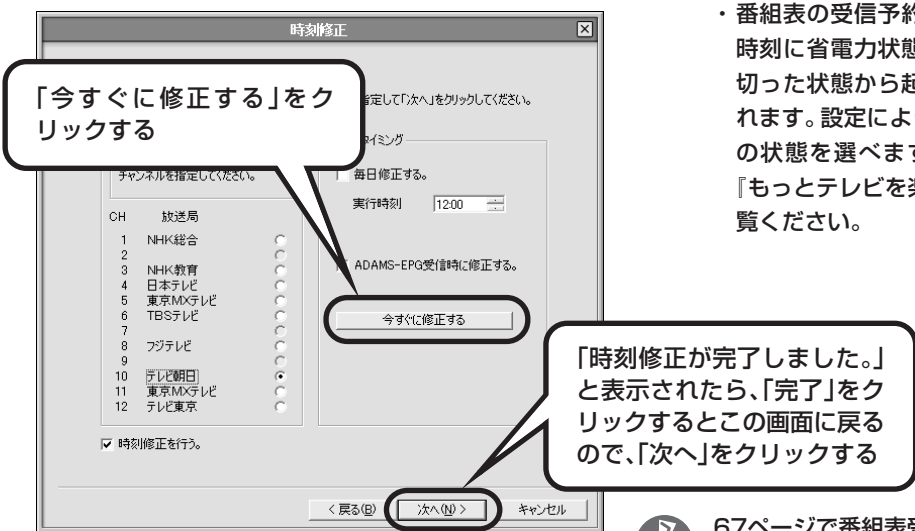 時刻修正
「今すぐに修正する」をク
リックする
指定して「次へ」をクリックしてください。
タイミング
チャンネルを指定してください。
毎日修正する。
実行時刻 12:00
CH 放送局
1 NHK総合
2
3 NHK教育
4 日本テレビ
5 東京MXテレビ
6 TBSテレビ
7
8 フジテレビ
9
10 テレビ朝日
11 東京MXテレビ
12 テレビ東京
ADAMS-EPG受信時に修正する。
今すぐに修正する
時刻修正を行う。
< 戻る(B)
次へ(N) >
キャンセル
「時刻修正が完了しました。」
と表示されたら、「完了」をク
リックするとこの画面に戻る
ので、「次へ」をクリックする
・番組表の受信予約
時刻に省電力状態
切った状態から起
れます。設定によ
の状態を選べます
『もっとテレビを楽
覧ください。
67ページで番組表受